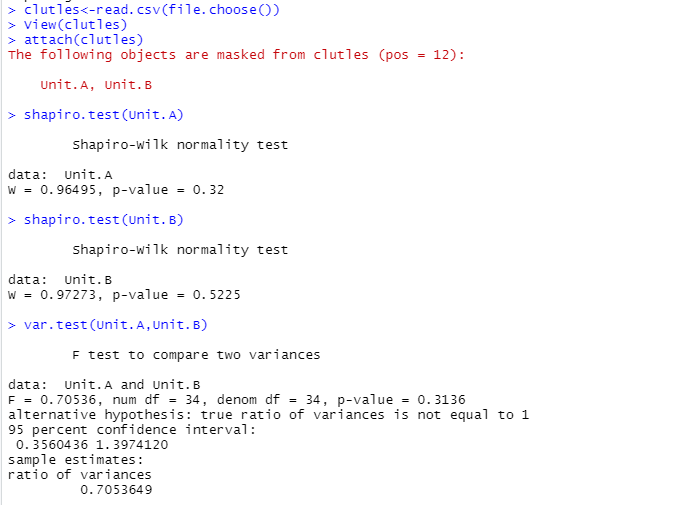 > clutles<-read.csv(file.choose())
> View(clutles)
> attach(clutles)
The following objects are masked from clutles (pos = 12):
Unit.A, Unit.B
> shapiro.test(Unit.A)
Shapiro-Wilk normality test
data:  Unit.A
W = 0.96495, p-value = 0.32
> shapiro.test(Unit.B)
Shapiro-Wilk normality test
data:  Unit.B
W = 0.97273, p-value = 0.5225
> var.test(Unit.A,Unit.B)
F test to compare two variances
data:  Unit.A and Unit.B
F = 0.70536, num df = 34, denom df = 34, p-value = 0.3136
alternative hypothesis: true ratio of variances is not equal to 1
95 percent confidence interval:
0.3560436 1.3974120
sample estimates:
ratio of variances
0.7053649